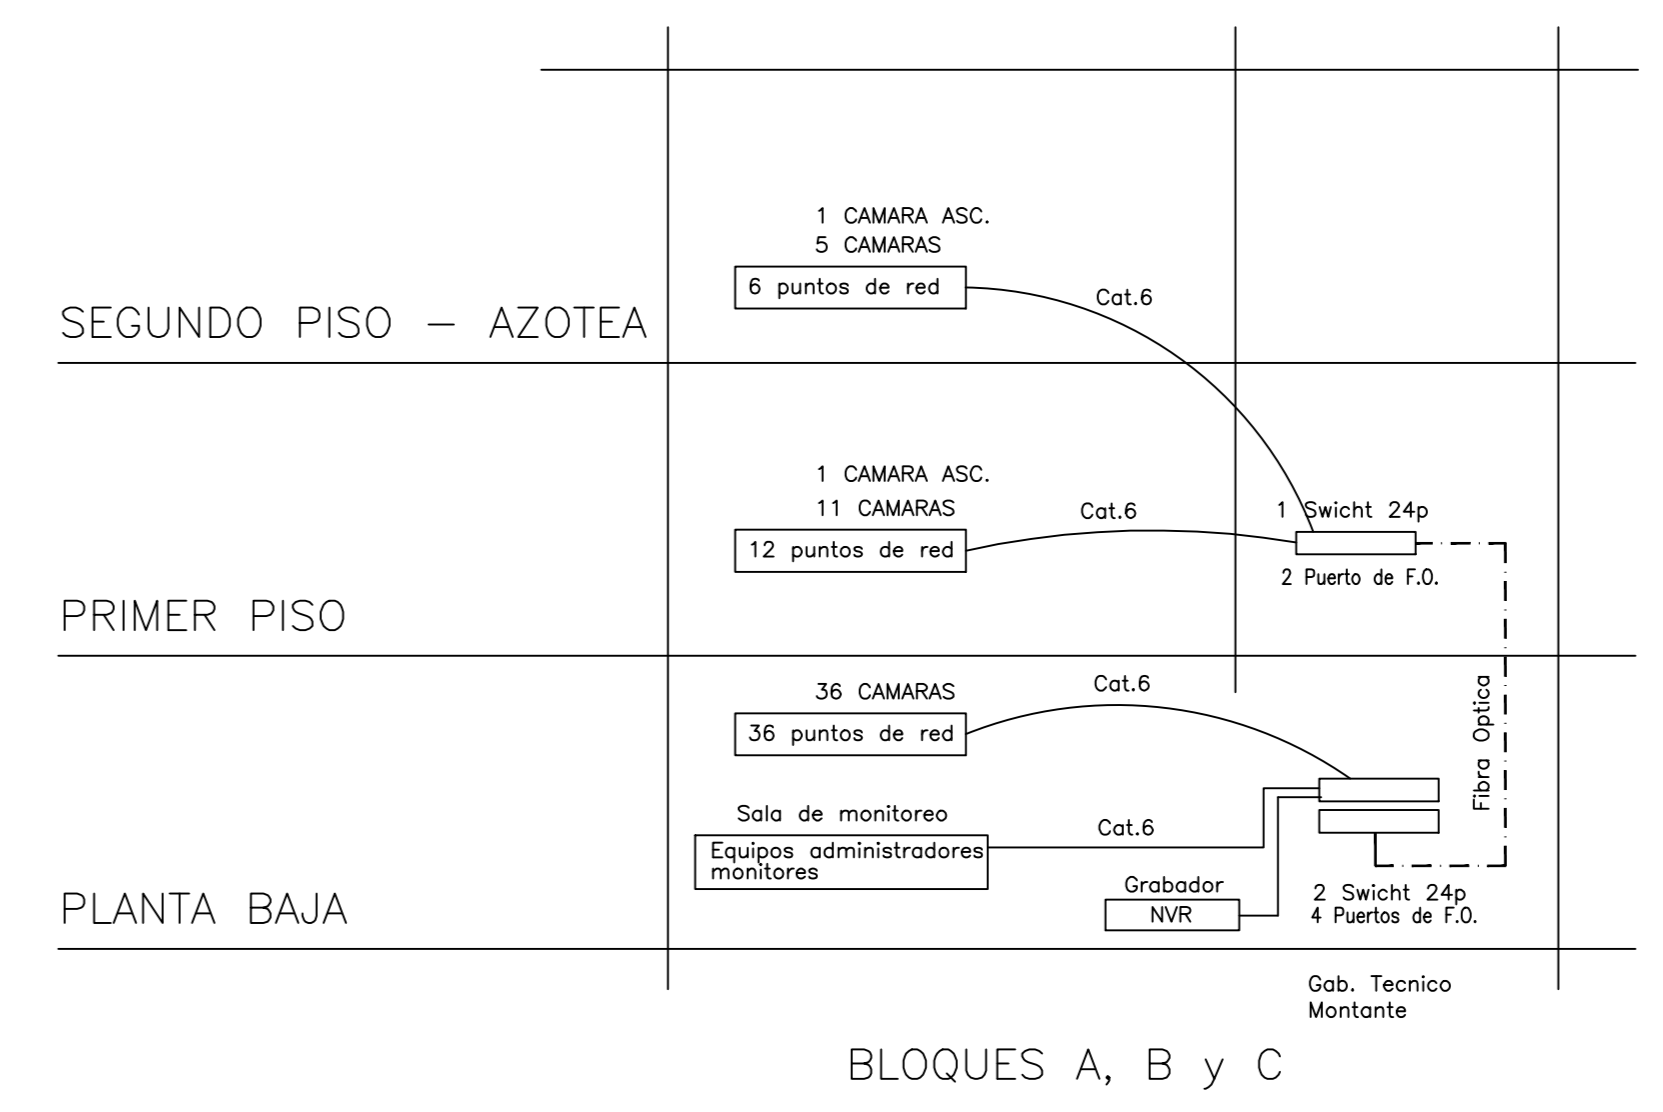 1 CAMARA ASC.
5 CAMARAS
6 puntos de red
Cat.6
SEGUNDO PISO - AZOTEA
1 CAMARA ASC.
11 CAMARAS
12 puntos de red
Cat.6
1 Swicht 24p
2 Puerto de F.O.
PRIMER PISO
36 CAMARAS
36 puntos de red
Cat.6
Fibra Optica
Sala de monitoreo
Equipos administradores
monitores
Cat.6
Grabador
NVR
2 Swicht 24p
4 Puertos de F.O.
PLANTA BAJA
Gab. Tecnico
Montante
BLOQUES A, B y C